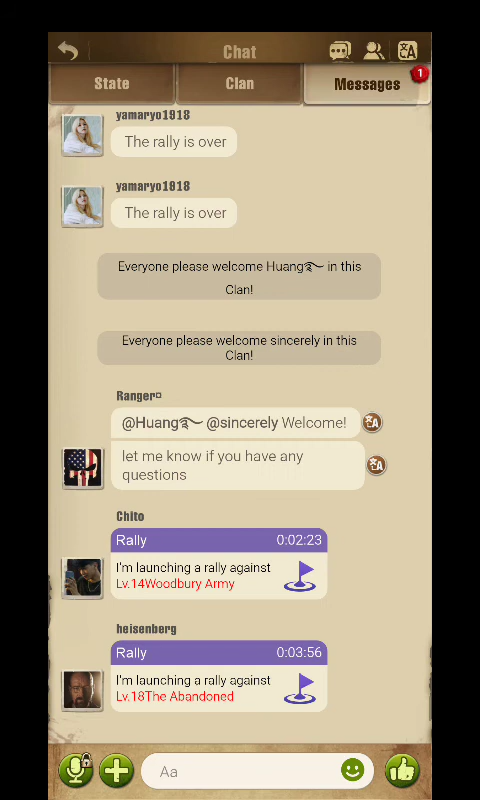 Chat
State
Clan
Messages
1
yamaryo1918
The rally is over
yamaryo1918
The rally is over
Everyone please welcome Huang࿐ in this
Clan!
Everyone please welcome sincerely in this
Clan!
Ranger¤
@Huang࿐ @sincerely Welcome!
let me know if you have any
questions
Chito
Rally 0:02:23
I'm launching a rally against
Lv.14Woodbury Army
heisenberg
Rally 0:03:56
I'm launching a rally against
Lv.18The Abandoned
Aa